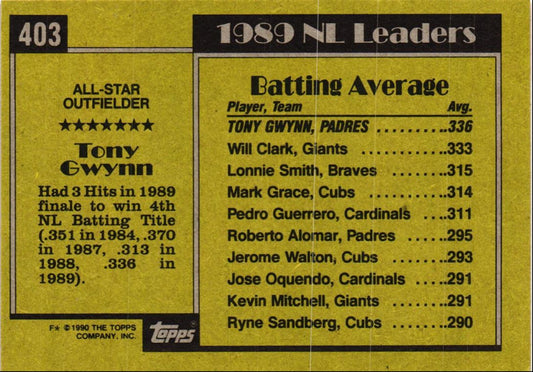 403
1989 NL Leaders
ALL-STAR
OUTFIELDER
★★★★★★★
Tony
Gwynn
Had 3 Hits in 1989
finale to win 4th
NL Batting Title
(.351 in 1984, .370
in 1987, .313 in
1988, .336 in
1989).
F★ ©1990 THE TOPPS
COMPANY, INC.
Topps
Batting Average
Player, Team Avg.
TONY GWYNN, PADRES ..........336
Will Clark, Giants ............333
Lonnie Smith, Braves ........315
Mark Grace, Cubs ...........314
Pedro Guerrero, Cardinals ...311
Roberto Alomar, Padres .....295
Jerome Walton, Cubs .......293
Jose Oquendo, Cardinals ....291
Kevin Mitchell, Giants .......291
Ryne Sandberg, Cubs .......290